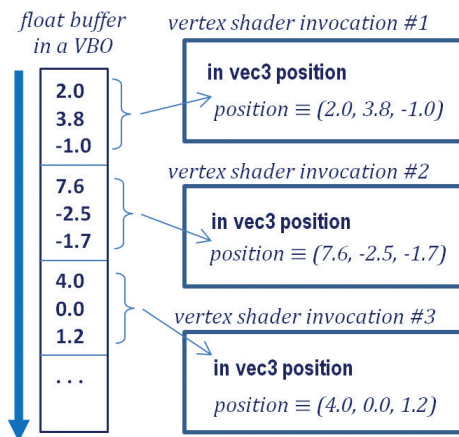 float buffer
in a VBO
2.0
3.8
-1.0
7.6
-2.5
-1.7
4.0
0.0
1.2
. . .
vertex shader invocation #1
in vec3 position
position ≡ (2.0, 3.8, -1.0)
vertex shader invocation #2
in vec3 position
position ≡ (7.6, -2.5, -1.7)
vertex shader invocation #3
in vec3 position
position ≡ (4.0, 0.0, 1.2)